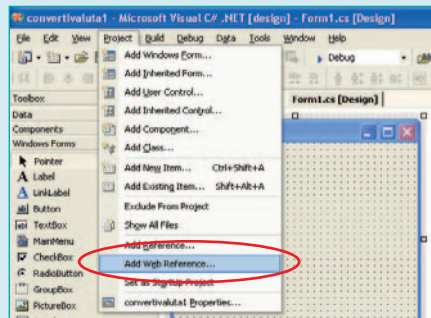 convertivaluta1 - Microsoft Visual C# .NET [design] - Form1.cs [Design]
File Edit View Project Build Debug Data Tools Window Help
Debug
Toolbox
Data
Components
Windows Forms
Pointer
Label
LinkLabel
Button
TextBox
MainMenu
CheckBox
RadioButton
GroupBox
PictureBox
Add Windows Form...
Add Inherited Form...
Add User Control...
Add Inherited Control...
Add Component...
Add Class...
Add New Item... Ctrl+Shift+A
Add Existing Item... Shift+Alt+A
Exclude From Project
Show All Files
Add Reference...
Add Web Reference...
Set as StartUp Project
convertivaluta1 Properties...
Form1.cs [Design]